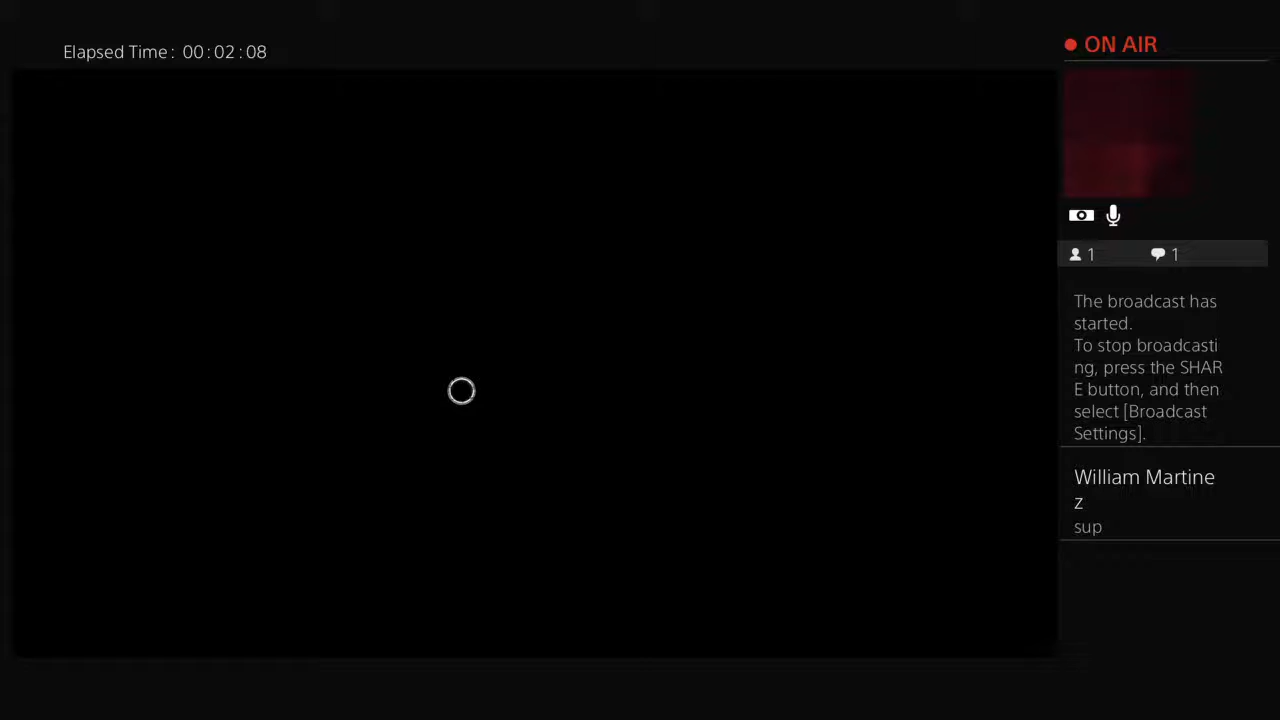 Elapsed Time: 00:02:08
ON AIR
1 1
The broadcast has
started.
To stop broadcasti
ng, press the SHAR
E button, and then
select [Broadcast
Settings].
William Martine
z
sup